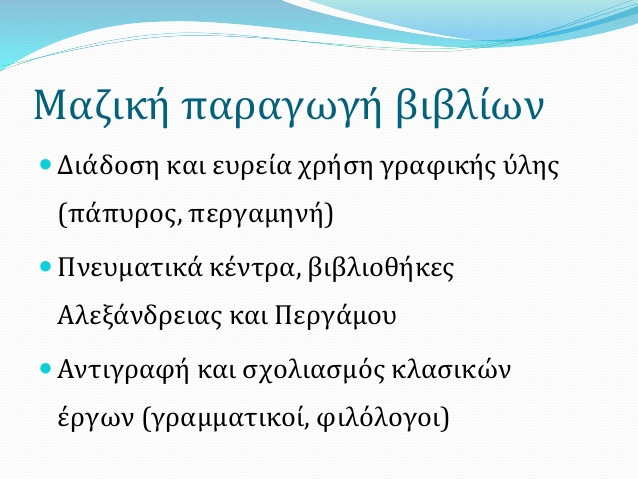 Μαζική παραγωγή βιβλίων
• Διάδοση και ευρεία χρήση γραφικής ύλης
(πάπυρος, περγαμηνή)
• Πνευματικά κέντρα, βιβλιοθήκες
Αλεξάνδρειας και Περγάμου
• Αντιγραφή και σχολιασμός κλασικών
έργων (γραμματικοί, φιλόλογοι)